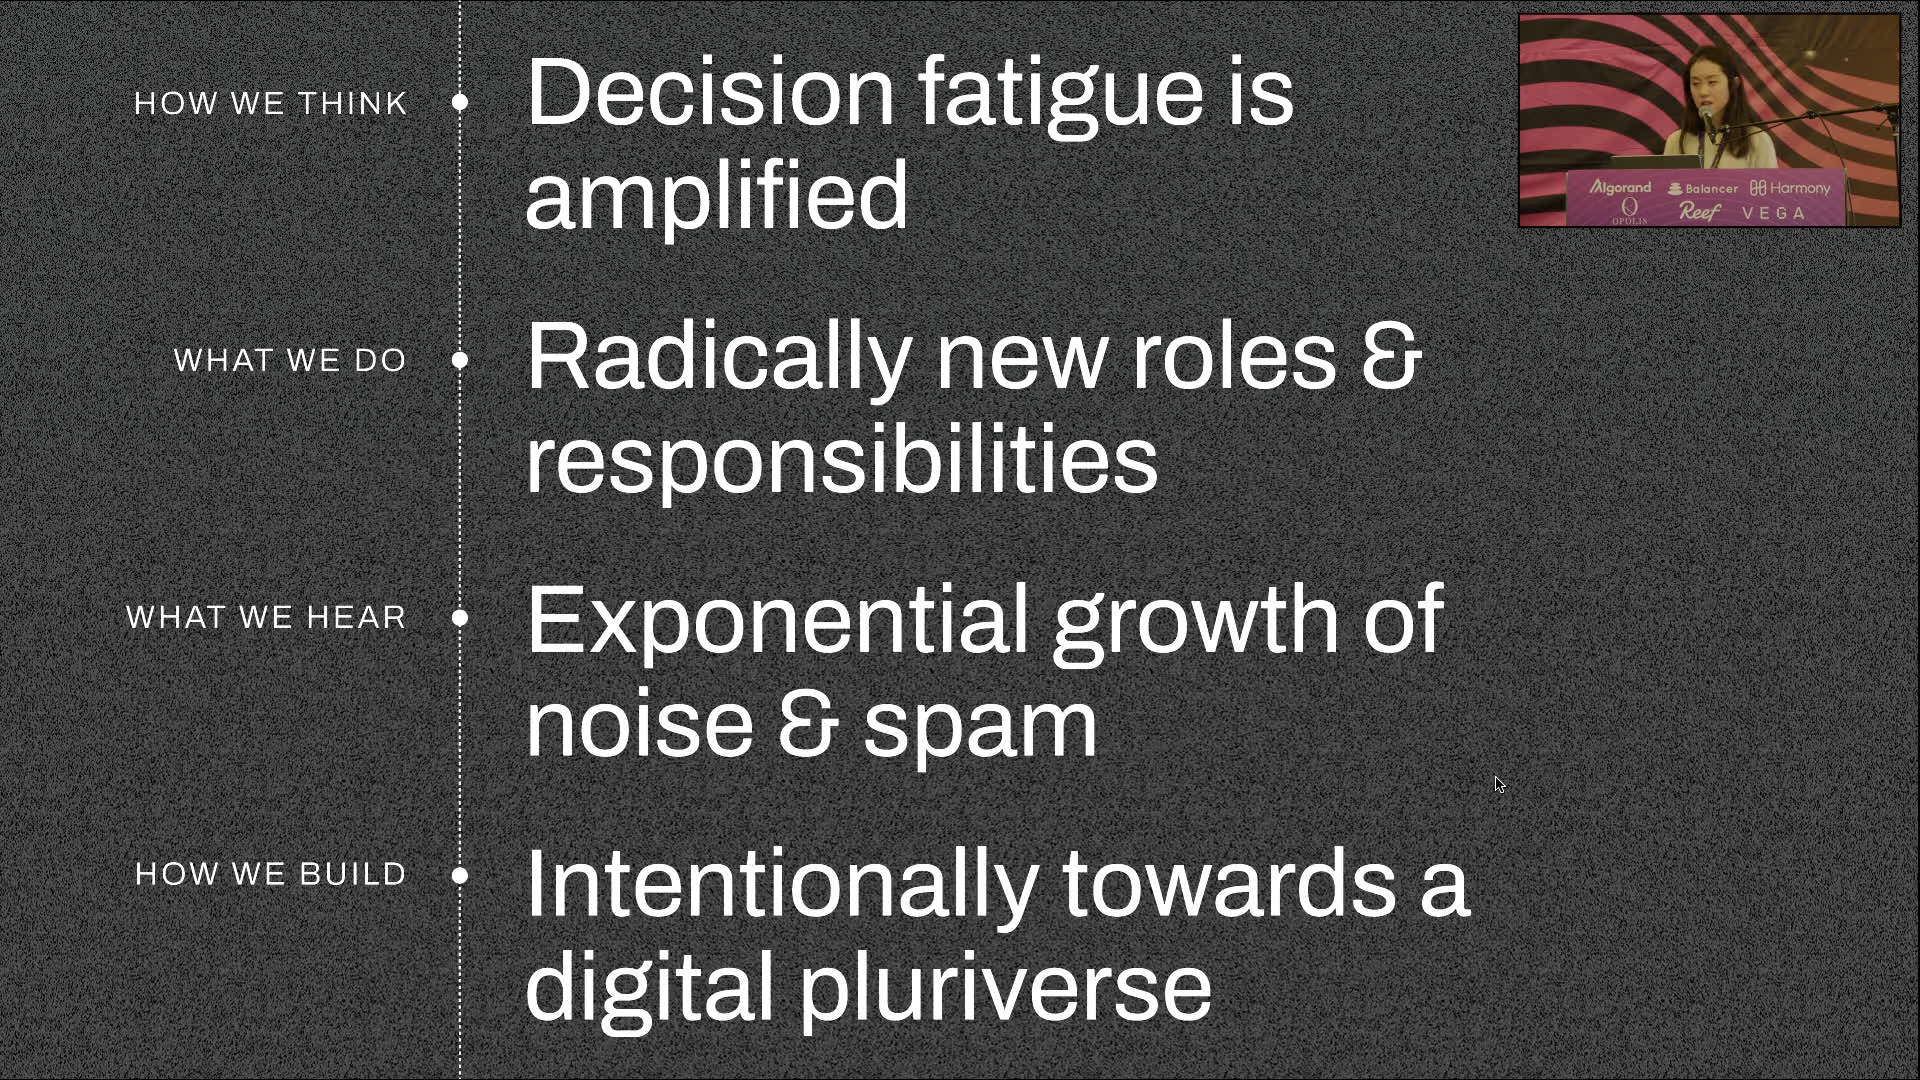 HOW WE THINK
Decision fatigue is
amplified
WHAT WE DO
Radically new roles &
responsibilities
WHAT WE HEAR
Exponential growth of
noise & spam
HOW WE BUILD
Intentionally towards a
digital pluriverse
Algorand Balancer Harmony
OPOLIS Reef VEGA